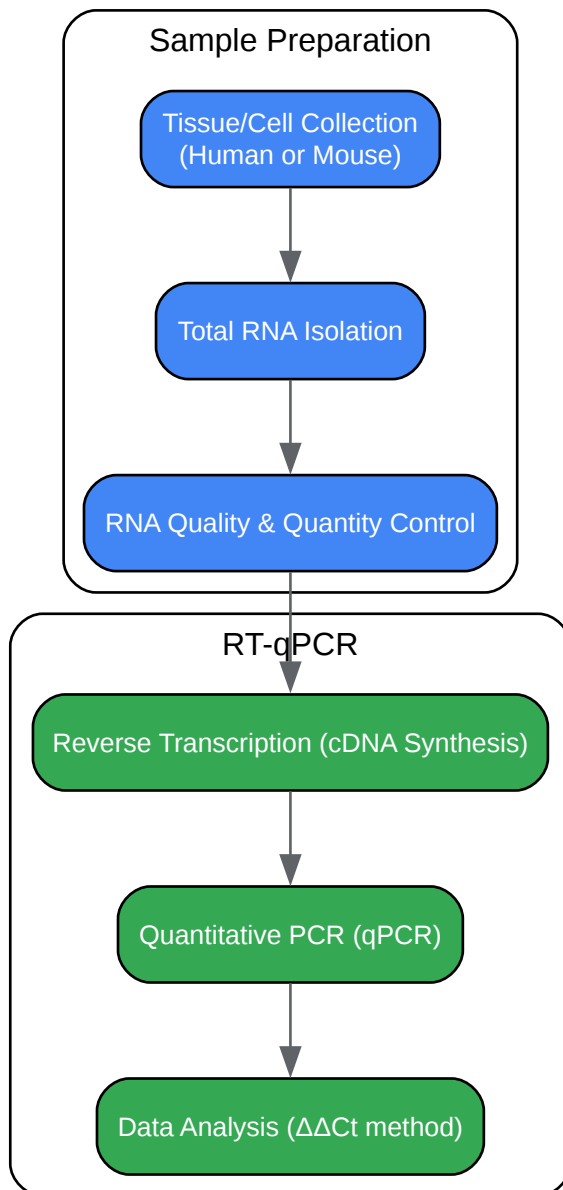 Sample Preparation
Tissue/Cell Collection
(Human or Mouse)
Total RNA Isolation
RNA Quality & Quantity Control
RT-qPCR
Reverse Transcription (cDNA Synthesis)
Quantitative PCR (qPCR)
Data Analysis (ΔΔCt method)